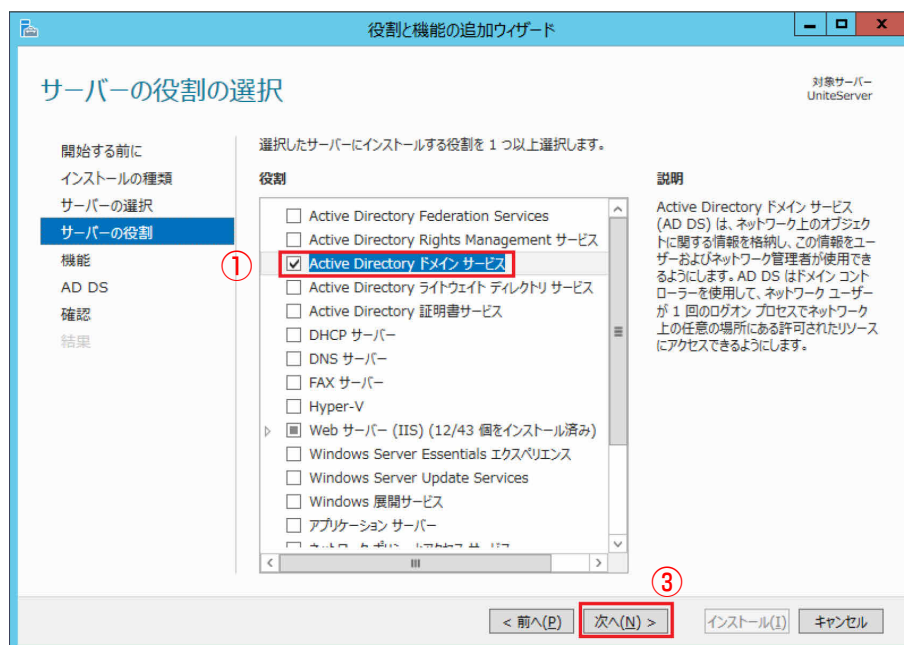 役割と機能の追加ウィザード
サーバーの役割の選択
対象サーバー
UniteServer
開始する前に
インストールの種類
サーバーの選択
サーバーの役割
機能
AD DS
確認
結果
選択したサーバーにインストールする役割を 1 つ以上選択します。
役割
Active Directory Federation Services
Active Directory Rights Management サービス
①
Active Directory ドメイン サービス
Active Directory ライトウェイト ディレクトリ サービス
Active Directory 証明書サービス
DHCP サーバー
DNS サーバー
FAX サーバー
Hyper-V
Web サーバー (IIS) (12/43 個をインストール済み)
Windows Server Essentials エクスペリエンス
Windows Server Update Services
Windows 展開サービス
アプリケーション サーバー
説明
Active Directory ドメイン サービス
(AD DS) は、ネットワーク上のオブジェク
トに関する情報を格納し、この情報をユー
ザーおよびネットワーク管理者が使用でき
るようにします。AD DS はドメイン コント
ローラーを使用して、ネットワーク ユーザー
が 1 回のログオン プロセスでネットワーク
上の任意の場所にある許可されたリソース
にアクセスできるようにします。
③
< 前へ(P)
次へ(N) >
インストール(I)
キャンセル